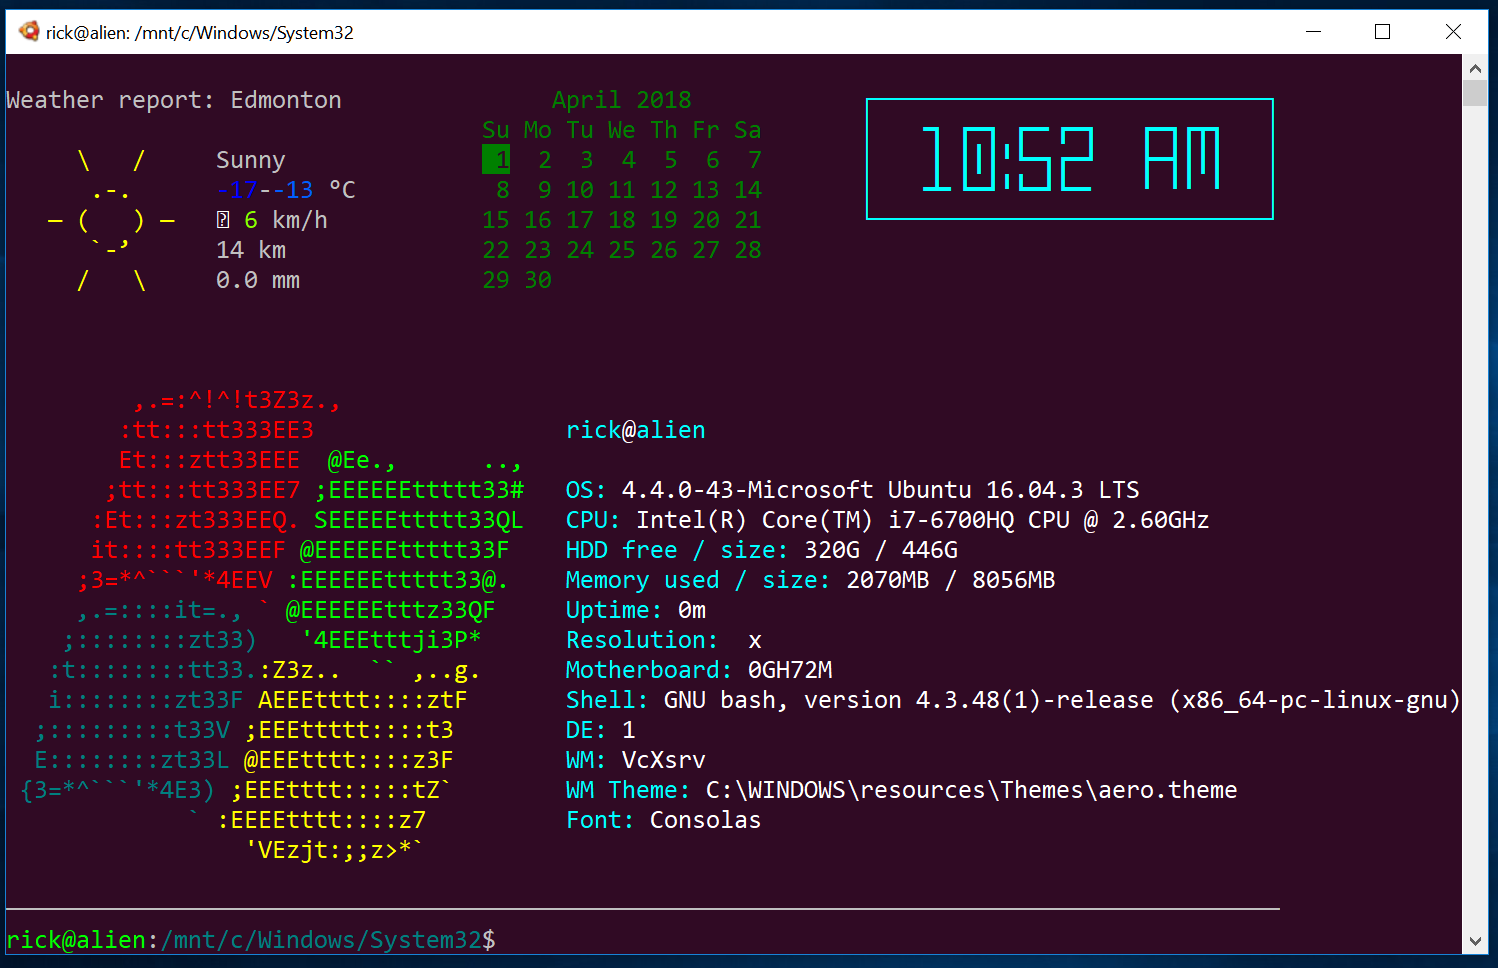 rick@alien: /mnt/c/Windows/System32
Weather report: Edmonton
\   /     Sunny
.-.      -17--13 °C
― (   ) ―   6 km/h
`-’      14 km
/   \     0.0 mm
April 2018
Su Mo Tu We Th Fr Sa
1  2  3  4  5  6  7
8  9 10 11 12 13 14
15 16 17 18 19 20 21
22 23 24 25 26 27 28
29 30
10:52 AM
,.=:^!^!t3Z3z.,
:tt:::tt333EE3
Et:::ztt33EEE  @Ee.,      ..,
;tt:::tt333EE7 ;EEEEEEttttt33#
:Et:::zt333EEQ. SEEEEEttttt33QL
it::::tt333EEF @EEEEEEttttt33F
;3=*^```'*4EEV :EEEEEEttttt33@.
,.=::::it=., ` @EEEEEEtttz33QF
;::::::::zt33)   '4EEEtttji3P*
:t::::::::tt33.:Z3z..  `` ,..g.
i::::::::zt33F AEEEtttt::::ztF
;:::::::::t33V ;EEEttttt::::t3
E::::::::zt33L @EEEtttt::::z3F
{3=*^```'*4E3) ;EEEtttt:::::tZ`
` :EEEEtttt::::z7
'VEzjt:;;z>*`
rick@alien
OS: 4.4.0-43-Microsoft Ubuntu 16.04.3 LTS
CPU: Intel(R) Core(TM) i7-6700HQ CPU @ 2.60GHz
HDD free / size: 320G / 446G
Memory used / size: 2070MB / 8056MB
Uptime: 0m
Resolution:  x
Motherboard: 0GH72M
Shell: GNU bash, version 4.3.48(1)-release (x86_64-pc-linux-gnu)
DE: 1
WM: VcXsrv
WM Theme: C:\WINDOWS\resources\Themes\aero.theme
Font: Consolas
rick@alien:/mnt/c/Windows/System32$